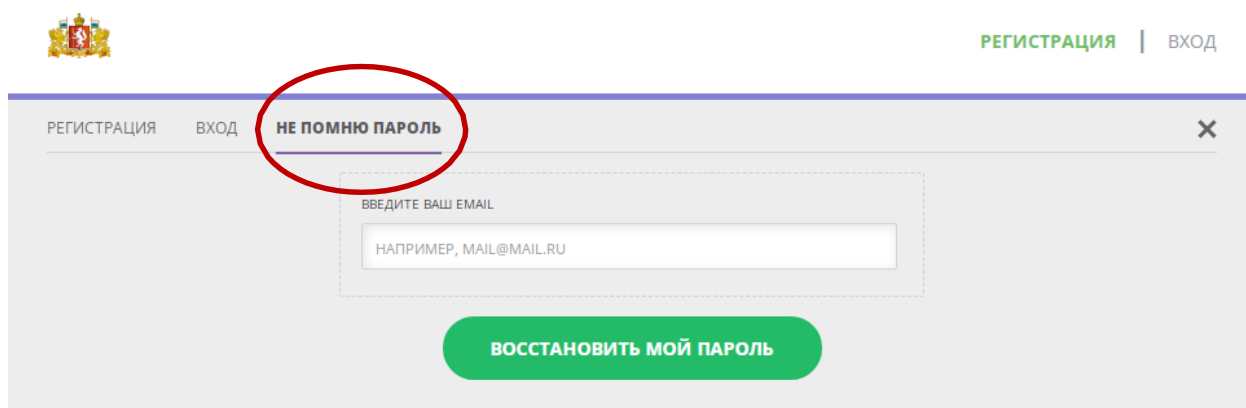 РЕГИСТРАЦИЯ | ВХОД
РЕГИСТРАЦИЯ ВХОД НЕ ПОМНЮ ПАРОЛЬ
ВВЕДИТЕ ВАШ EMAIL
НАПРИМЕР, MAIL@MAIL.RU
ВОССТАНОВИТЬ МОЙ ПАРОЛЬ